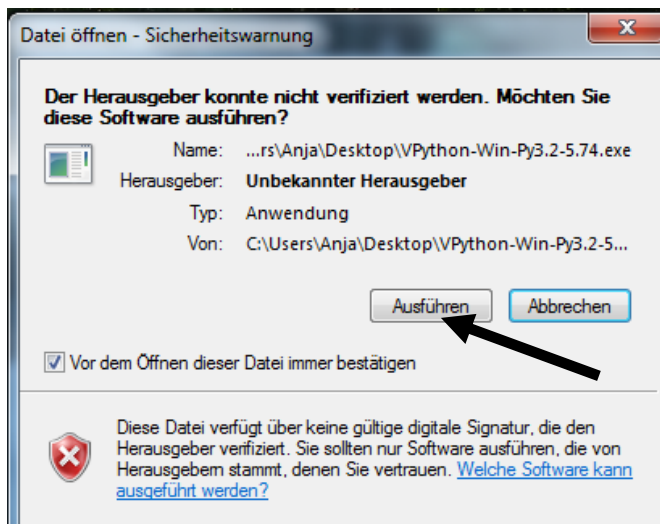 Datei öffnen - Sicherheitswarnung
Der Herausgeber konnte nicht verifiziert werden. Möchten Sie
diese Software ausführen?
Name: ...rs\Anja\Desktop\VPython-Win-Py3.2-5.74.exe
Herausgeber: Unbekannter Herausgeber
Typ: Anwendung
Von: C:\Users\Anja\Desktop\VPython-Win-Py3.2-5...
Ausführen Abbrechen
Vor dem Öffnen dieser Datei immer bestätigen
Diese Datei verfügt über keine gültige digitale Signatur, die den
Herausgeber verifiziert. Sie sollten nur Software ausführen, die von
Herausgebern stammt, denen Sie vertrauen. Welche Software kann
ausgeführt werden?